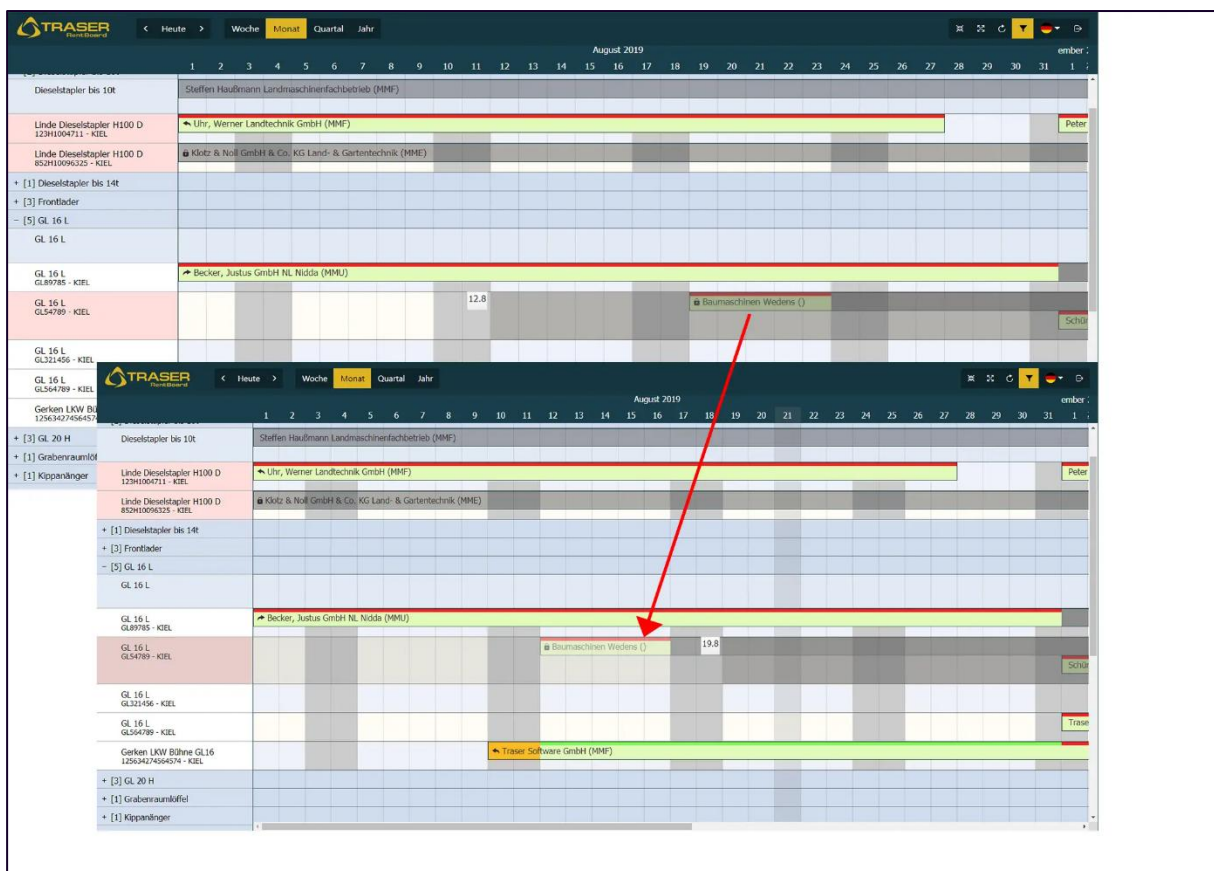 TRASER
RentBoard
< Heute > Woche Monat Quartal Jahr
August 2019 ember
1 2 3 4 5 6 7 8 9 10 11 12 13 14 15 16 17 18 19 20 21 22 23 24 25 26 27 28 29 30 31 1
Dieselstapler bis 10t
Steffen Haußmann Landmaschinenfachbetrieb (MMF)
Linde Dieselstapler H100 D
123H1004711 - KIEL
Uhr, Werner Landtechnik GmbH (MMF)
Peter
Linde Dieselstapler H100 D
852H10096325 - KIEL
Klotz & Noll GmbH & Co. KG Land- & Gartentechnik (MME)
+ [1] Dieselstapler bis 14t
+ [3] Frontlader
− [5] GL 16 L
GL 16 L
GL 16 L
GL89785 - KIEL
Becker, Justus GmbH NL Nidda (MMU)
GL 16 L
GL54789 - KIEL
12.8
Baumaschinen Wedens ()
Schür
GL 16 L
GL321456 - KIEL
GL 16 L
GL564789 - KIEL
Gerken LKW Bü
12563427456457
+ [3] GL 20 H
+ [1] Grabenraumlöf
+ [1] Kippanänger
TRASER
RentBoard
< Heute > Woche Monat Quartal Jahr
August 2019 ember
1 2 3 4 5 6 7 8 9 10 11 12 13 14 15 16 17 18 19 20 21 22 23 24 25 26 27 28 29 30 31 1
Dieselstapler bis 10t
Steffen Haußmann Landmaschinenfachbetrieb (MMF)
Linde Dieselstapler H100 D
123H1004711 - KIEL
Uhr, Werner Landtechnik GmbH (MMF)
Peter
Linde Dieselstapler H100 D
852H10096325 - KIEL
Klotz & Noll GmbH & Co. KG Land- & Gartentechnik (MME)
+ [1] Dieselstapler bis 14t
+ [3] Frontlader
− [5] GL 16 L
GL 16 L
GL 16 L
GL89785 - KIEL
Becker, Justus GmbH NL Nidda (MMU)
GL 16 L
GL54789 - KIEL
Baumaschinen Wedens ()
19.8
Schür
GL 16 L
GL321456 - KIEL
GL 16 L
GL564789 - KIEL
Trase
Gerken LKW Bühne GL16
125634274564574 - KIEL
Traser Software GmbH (MMF)
+ [3] GL 20 H
+ [1] Grabenraumlöffel
+ [1] Kippanänger